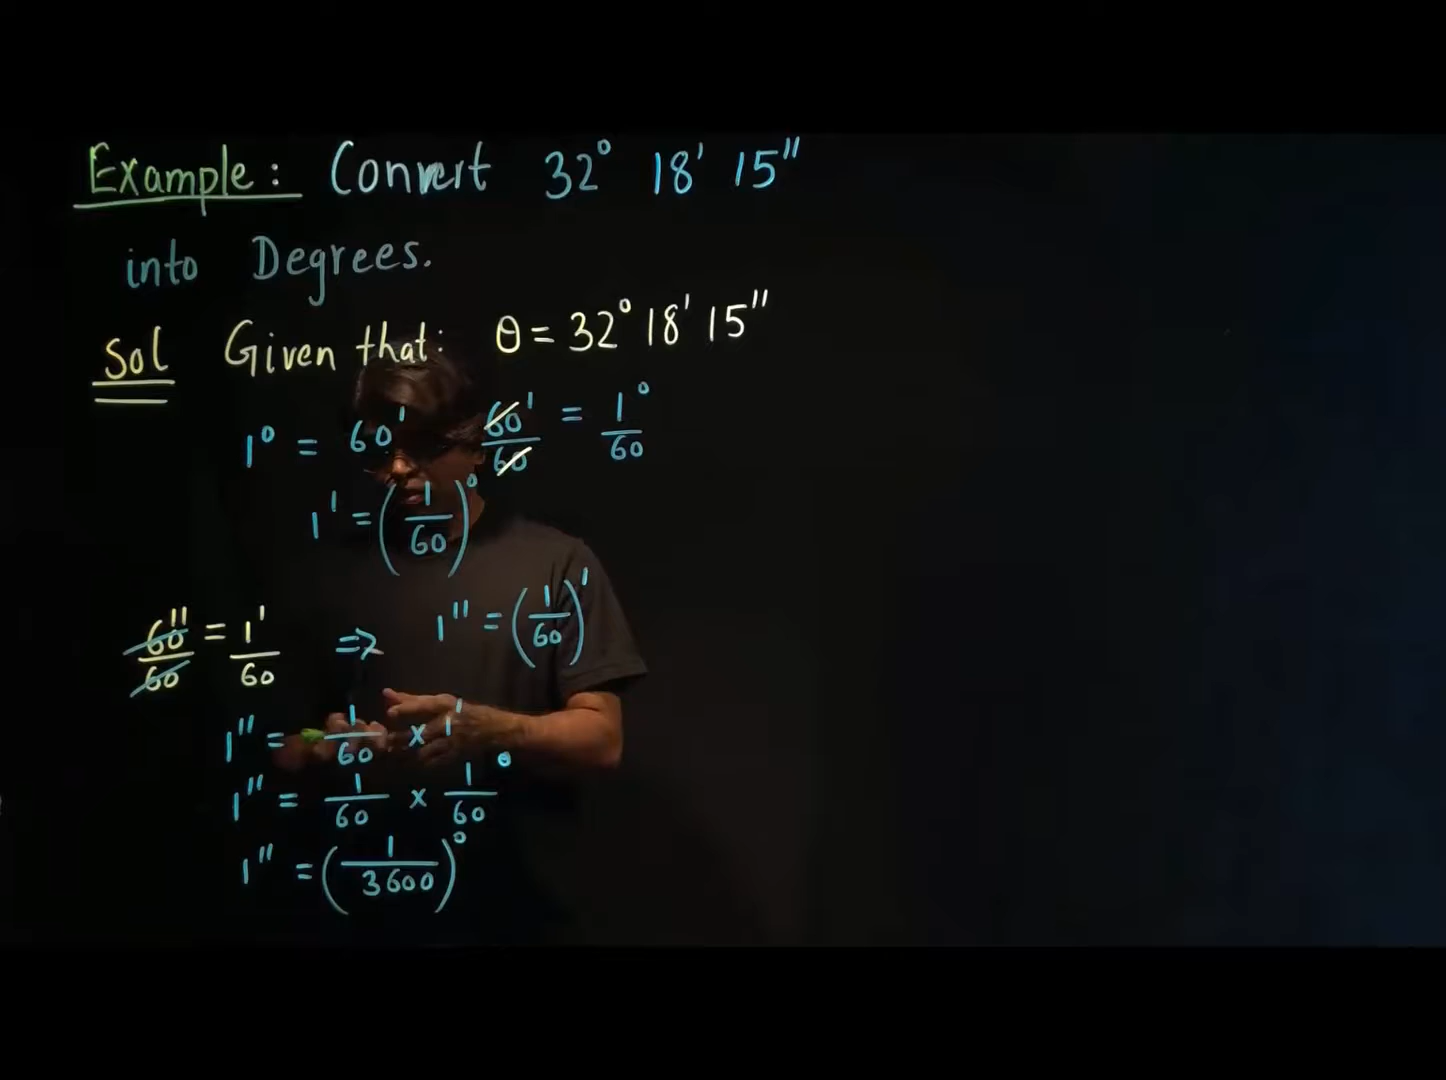 Example: Convert 32° 18' 15"
into Degrees.
Sol Given that: θ = 32° 18' 15"
1° = 60' 60'/60 = 1°/60
1' = (1/60)°
60"/60 = 1'/60 => 1" = (1/60)'
1" = 1/60 × 1'
1" = 1/60 × 1/60°
1" = (1/3600)°